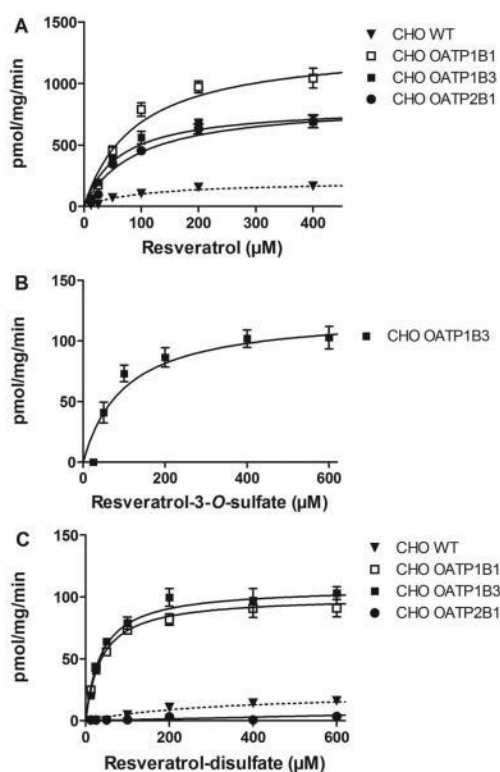 A
CHO WT
CHO OATP1B1
CHO OATP1B3
CHO OATP2B1
pmol/mg/min
1500
1000
500
0
0 100 200 300 400
Resveratrol (µM)
B
CHO OATP1B3
pmol/mg/min
150
100
50
0
0 200 400 600
Resveratrol-3-O-sulfate (µM)
C
CHO WT
CHO OATP1B1
CHO OATP1B3
CHO OATP2B1
pmol/mg/min
150
100
50
0
0 200 400 600
Resveratrol-disulfate (µM)